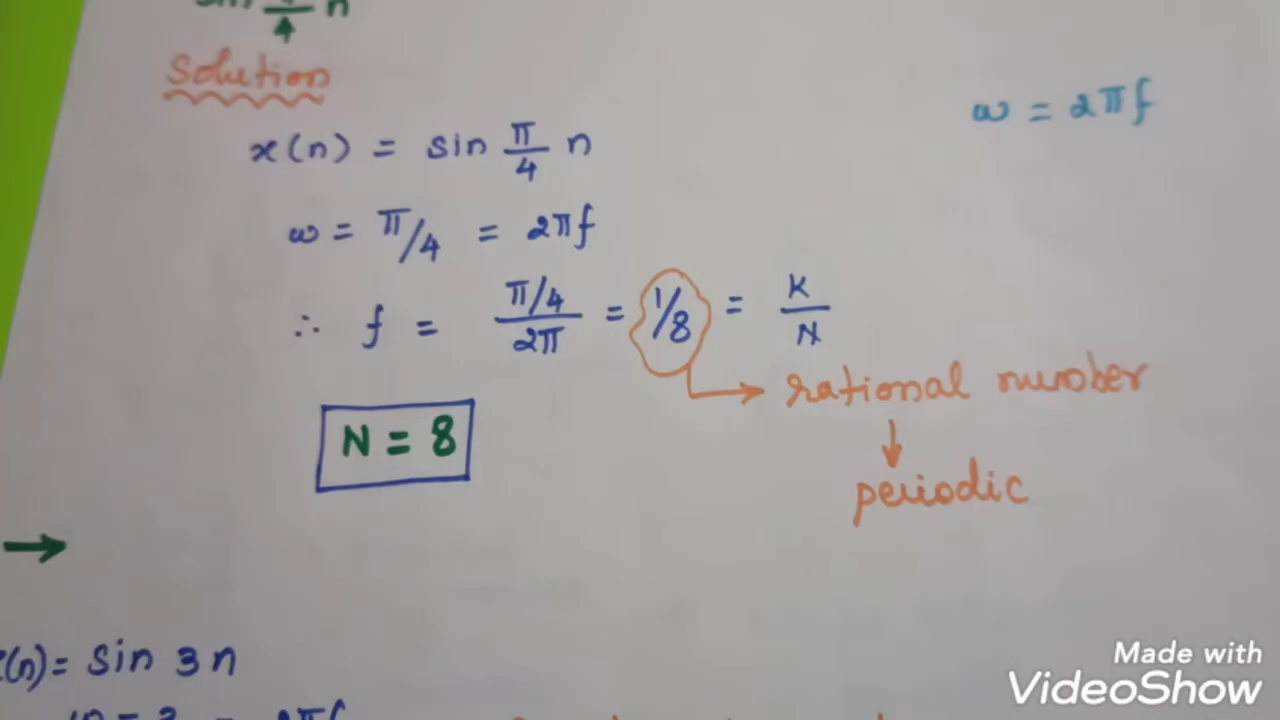 π/4 n
Solution
ω = 2πf
x(n) = sin π/4 n
ω = π/4 = 2πf
∴ f = π/4 / 2π = 1/8 = K/N
rational number
N = 8
periodic
x(n) = sin 3n
Made with
VideoShow